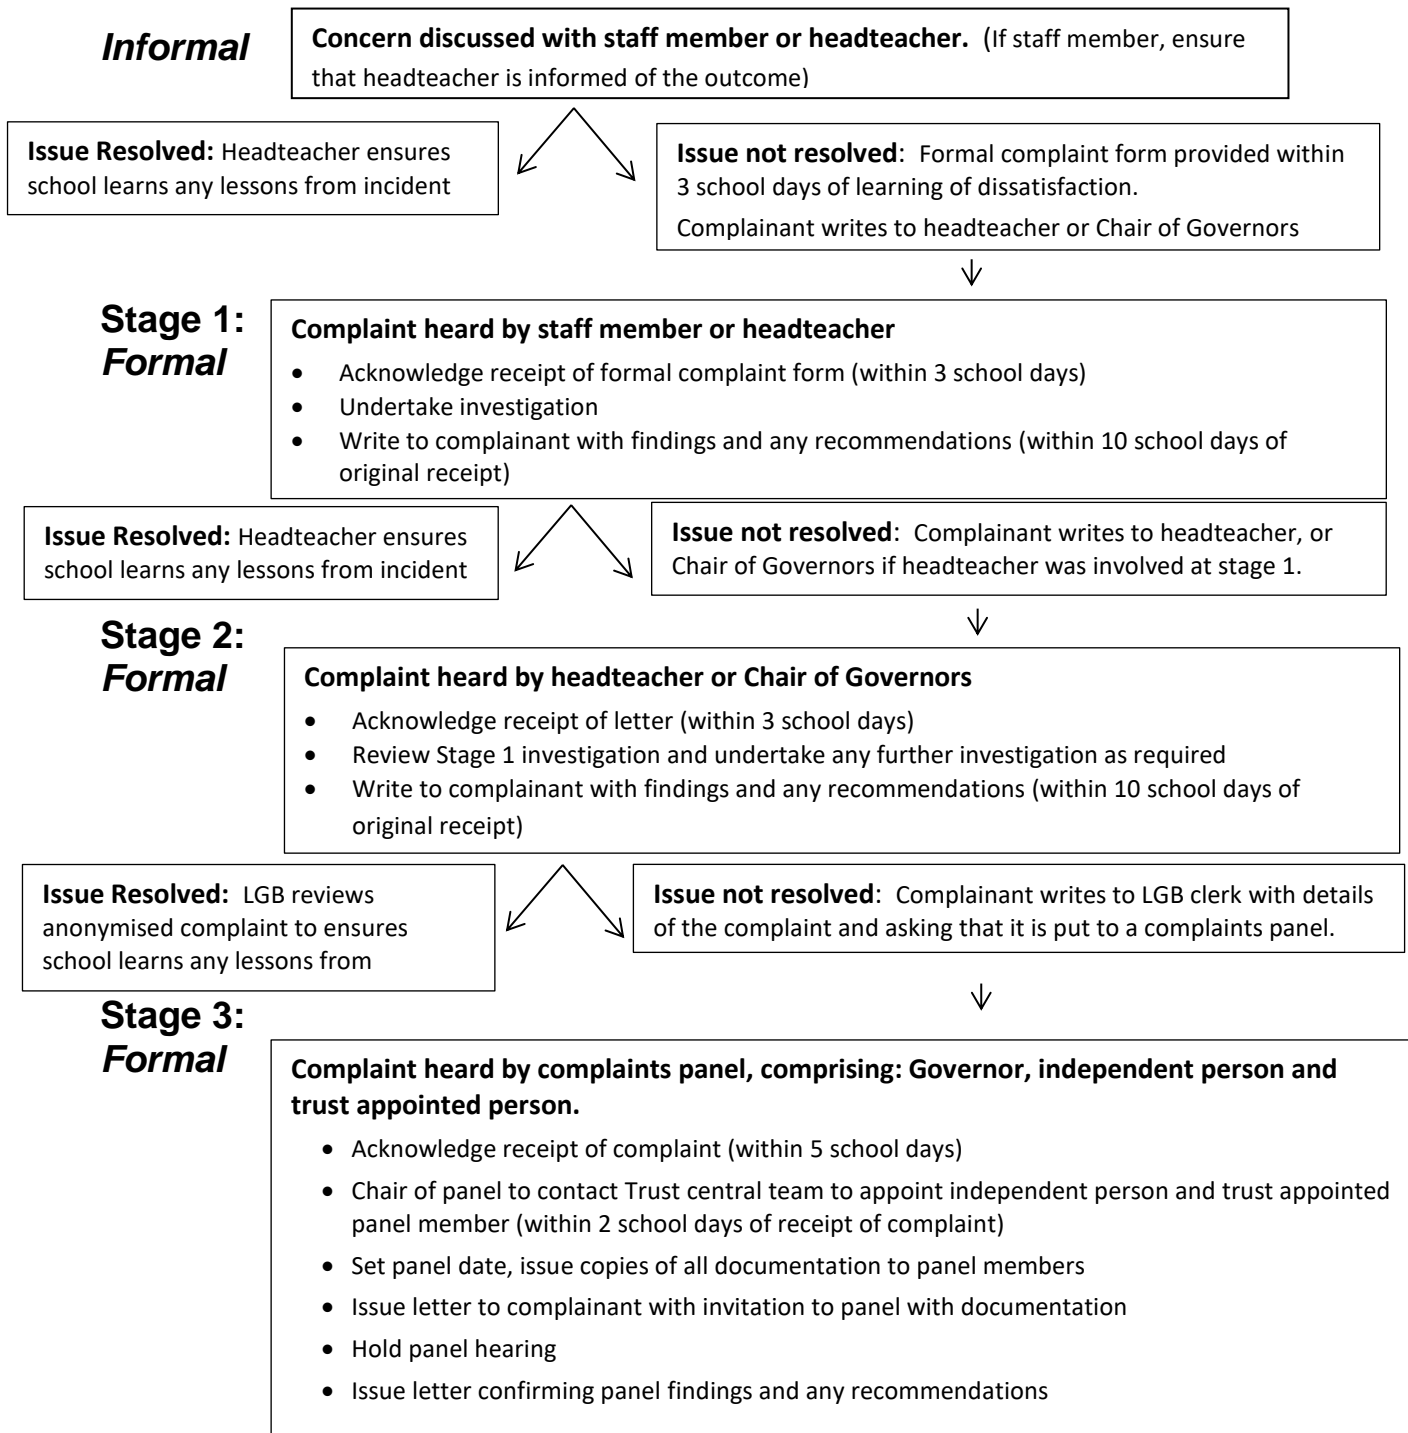 Informal
Concern discussed with staff member or headteacher.  (If staff member, ensure
that headteacher is informed of the outcome)
Issue Resolved: Headteacher ensures
school learns any lessons from incident
Issue not resolved:  Formal complaint form provided within
3 school days of learning of dissatisfaction.
Complainant writes to headteacher or Chair of Governors
Stage 1:
Formal
Complaint heard by staff member or headteacher
• Acknowledge receipt of formal complaint form (within 3 school days)
• Undertake investigation
• Write to complainant with findings and any recommendations (within 10 school days of
original receipt)
Issue Resolved: Headteacher ensures
school learns any lessons from incident
Issue not resolved:  Complainant writes to headteacher, or
Chair of Governors if headteacher was involved at stage 1.
Stage 2:
Formal
Complaint heard by headteacher or Chair of Governors
• Acknowledge receipt of letter (within 3 school days)
• Review Stage 1 investigation and undertake any further investigation as required
• Write to complainant with findings and any recommendations (within 10 school days of
original receipt)
Issue Resolved:  LGB reviews
anonymised complaint to ensures
school learns any lessons from
Issue not resolved:  Complainant writes to LGB clerk with details
of the complaint and asking that it is put to a complaints panel.
Stage 3:
Formal
Complaint heard by complaints panel, comprising: Governor, independent person and
trust appointed person.
• Acknowledge receipt of complaint (within 5 school days)
• Chair of panel to contact Trust central team to appoint independent person and trust appointed
panel member (within 2 school days of receipt of complaint)
• Set panel date, issue copies of all documentation to panel members
• Issue letter to complainant with invitation to panel with documentation
• Hold panel hearing
• Issue letter confirming panel findings and any recommendations